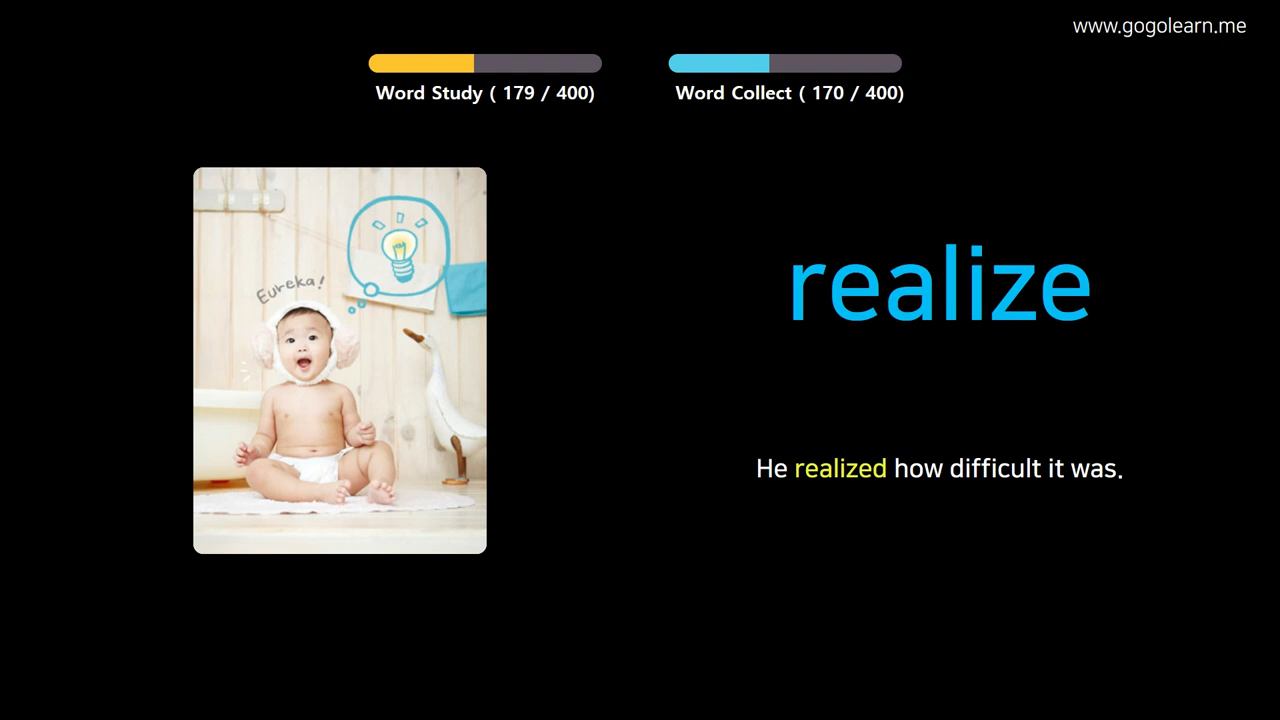 www.gogolearn.me
Word Study ( 179 / 400)
Word Collect ( 170 / 400)
Eureka!
realize
He realized how difficult it was.